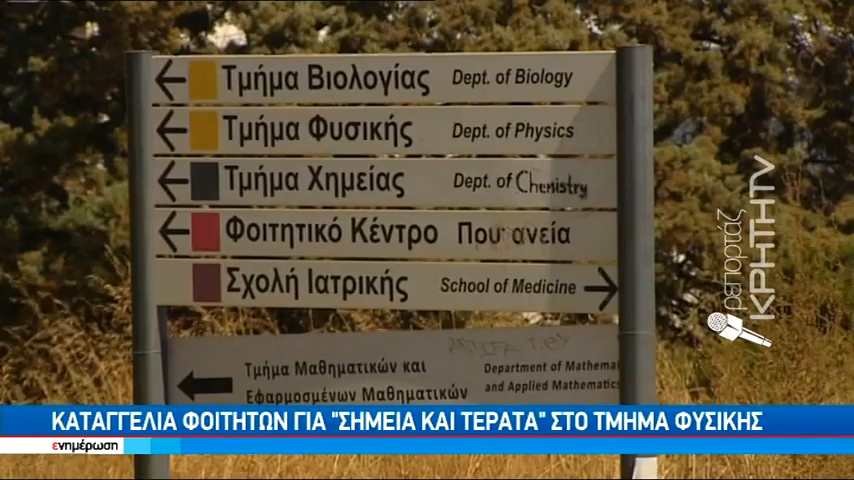 Τμήμα Βιολογίας Dept. of Biology
Τμήμα Φυσικής Dept. of Physics
Τμήμα Χημείας Dept. of Chemistry
Φοιτητικό Κέντρο
Σχολή Ιατρικής School of Medicine
Τμήμα Μαθηματικών και Department of Mathemat
Εφαρμοσμένων Μαθηματικών and Applied Mathematics
ρεπορτάζ
ΚΡΗΤΗTV
ΚΑΤΑΓΓΕΛΙΑ ΦΟΙΤΗΤΩΝ ΓΙΑ "ΣΗΜΕΙΑ ΚΑΙ ΤΕΡΑΤΑ" ΣΤΟ ΤΜΗΜΑ ΦΥΣΙΚΗΣ
ενημέρωση